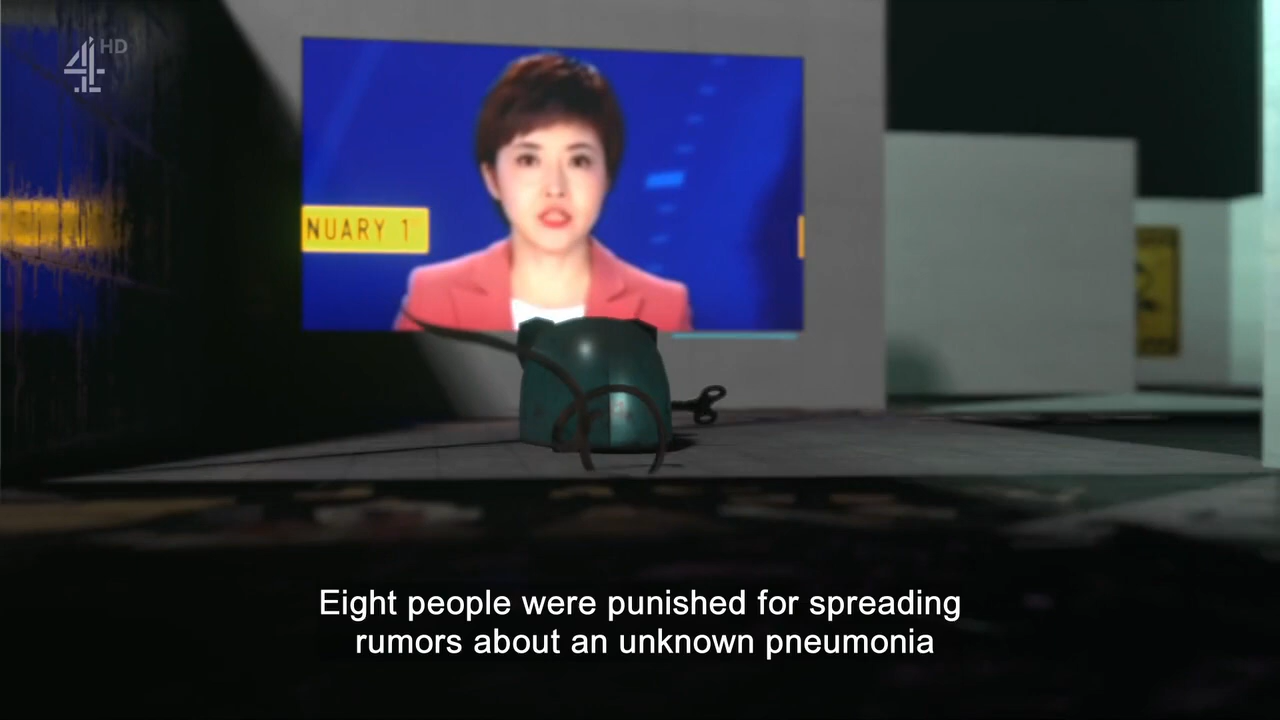 4 HD
NUARY 1
Eight people were punished for spreading
rumors about an unknown pneumonia